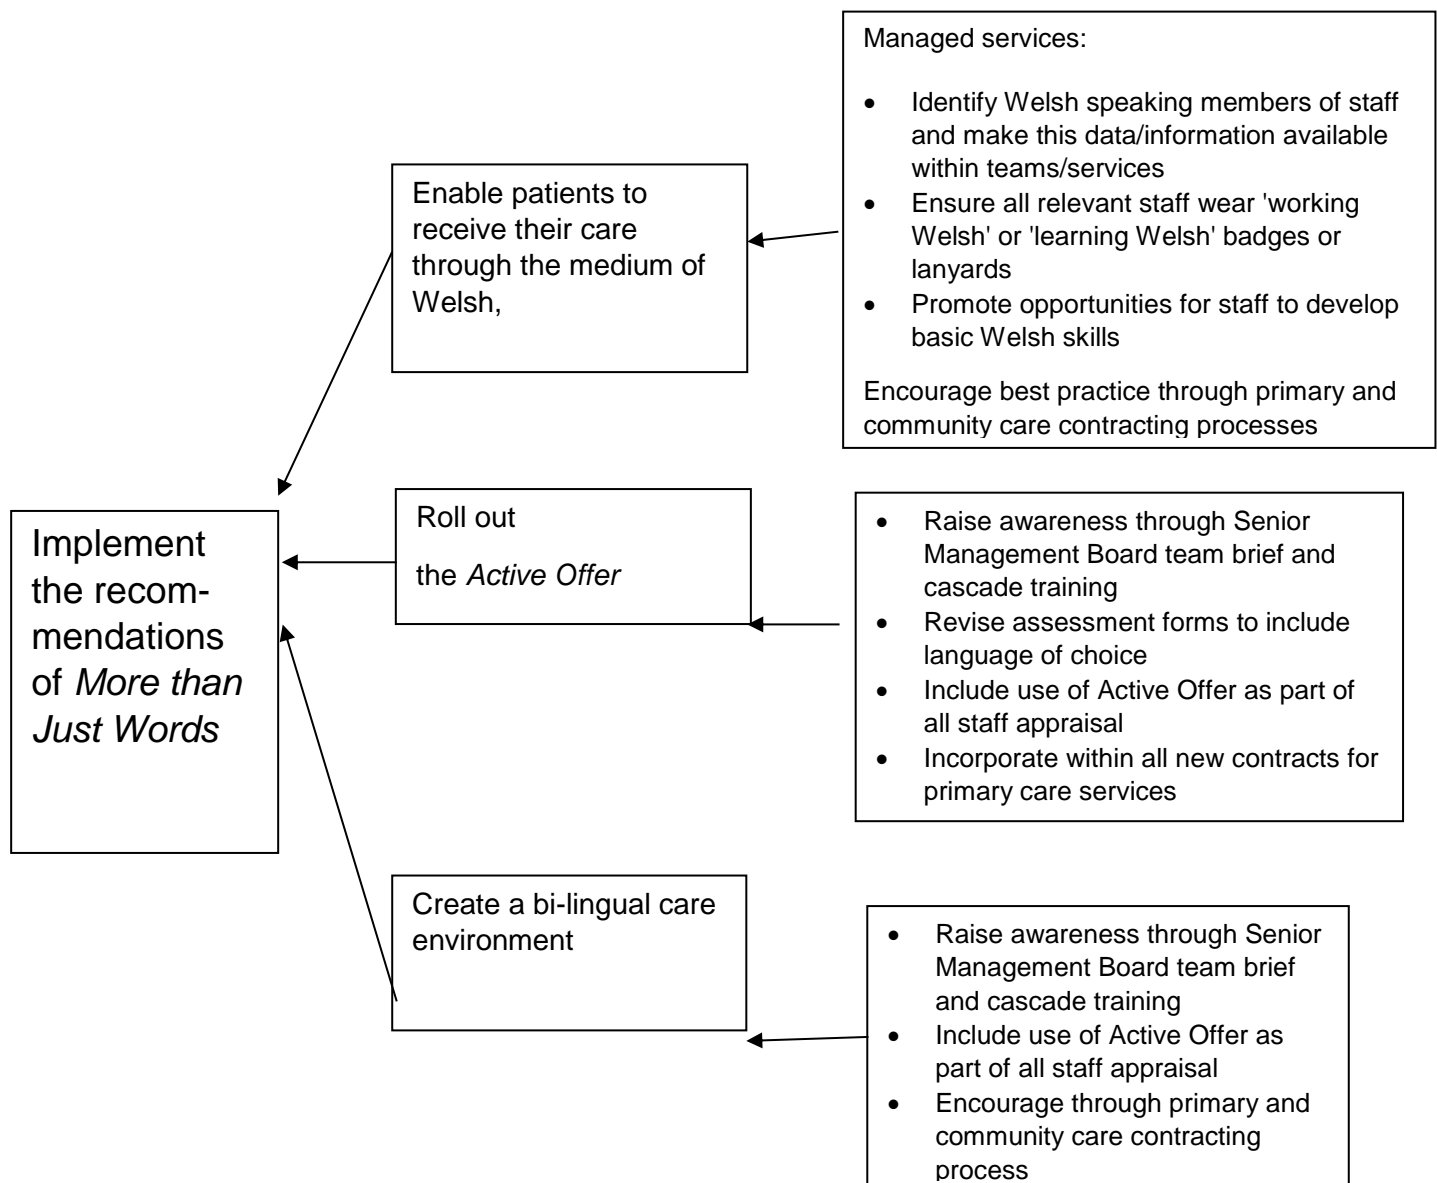 Managed services:
• Identify Welsh speaking members of staff
and make this data/information available
within teams/services
• Ensure all relevant staff wear 'working
Welsh' or 'learning Welsh' badges or
lanyards
• Promote opportunities for staff to develop
basic Welsh skills
Encourage best practice through primary and
community care contracting processes
Enable patients to
receive their care
through the medium of
Welsh,
Implement
the recom-
mendations
of More than
Just Words
Roll out
the Active Offer
• Raise awareness through Senior
Management Board team brief and
cascade training
• Revise assessment forms to include
language of choice
• Include use of Active Offer as part of
all staff appraisal
• Incorporate within all new contracts for
primary care services
Create a bi-lingual care
environment
• Raise awareness through Senior
Management Board team brief
and cascade training
• Include use of Active Offer as
part of all staff appraisal
• Encourage through primary and
community care contracting
process